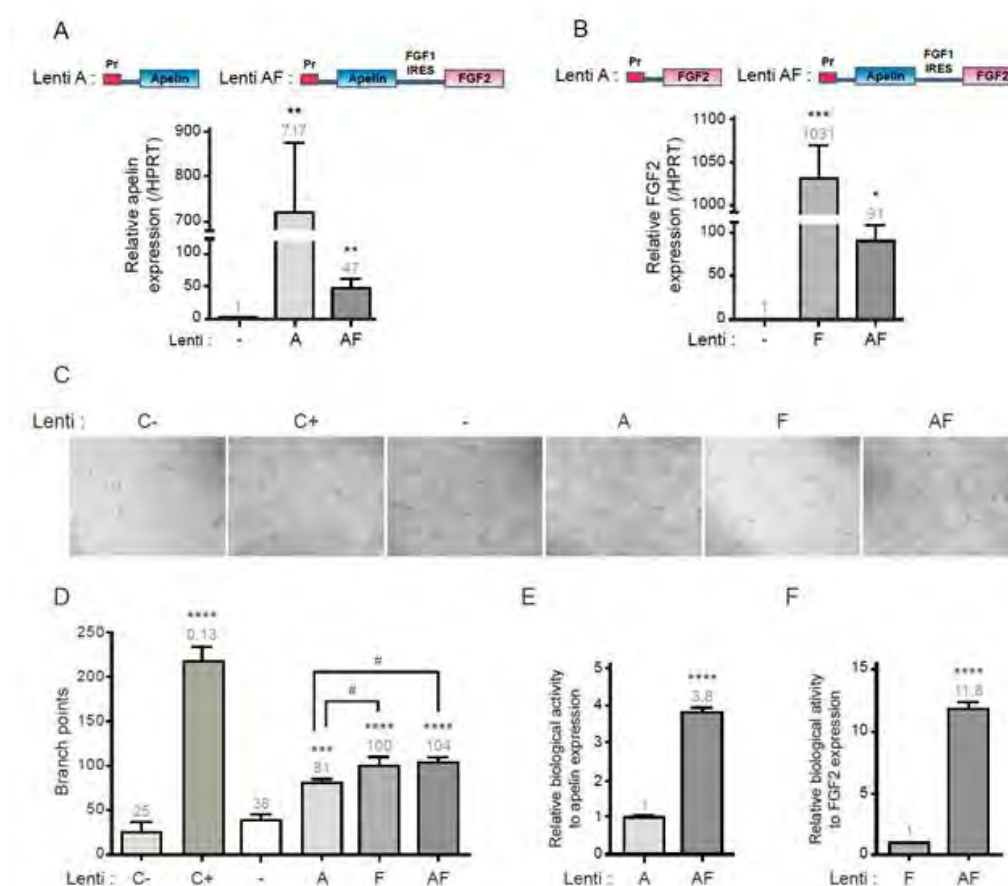 A
Pr
Lenti A : Apelin
Pr FGF1 IRES
Lenti AF : Apelin FGF2
Relative apelin
expression (/HPRT)
900
800
700
100
50
0
**
717
**
47
1
Lenti : - A AF
B
Pr
Lenti A : FGF2
Pr FGF1 IRES
Lenti AF : Apelin FGF2
Relative FGF2
expression (/HPRT)
1100
1050
1000
100
50
0
***
1031
*
91
1
Lenti : - F AF
C
Lenti : C- C+ - A F AF
D
Branch points
250
200
150
100
50
0
25
****
0.13
38
***
81
****
100
****
104
#
#
Lenti : C- C+ - A F AF
E
Relative biological activity
to apelin expression
5
4
3
2
1
0
1
****
3.8
Lenti : A AF
F
Relative biological ativity
to FGF2 expression
15
10
5
0
1
****
11.8
Lenti : F AF